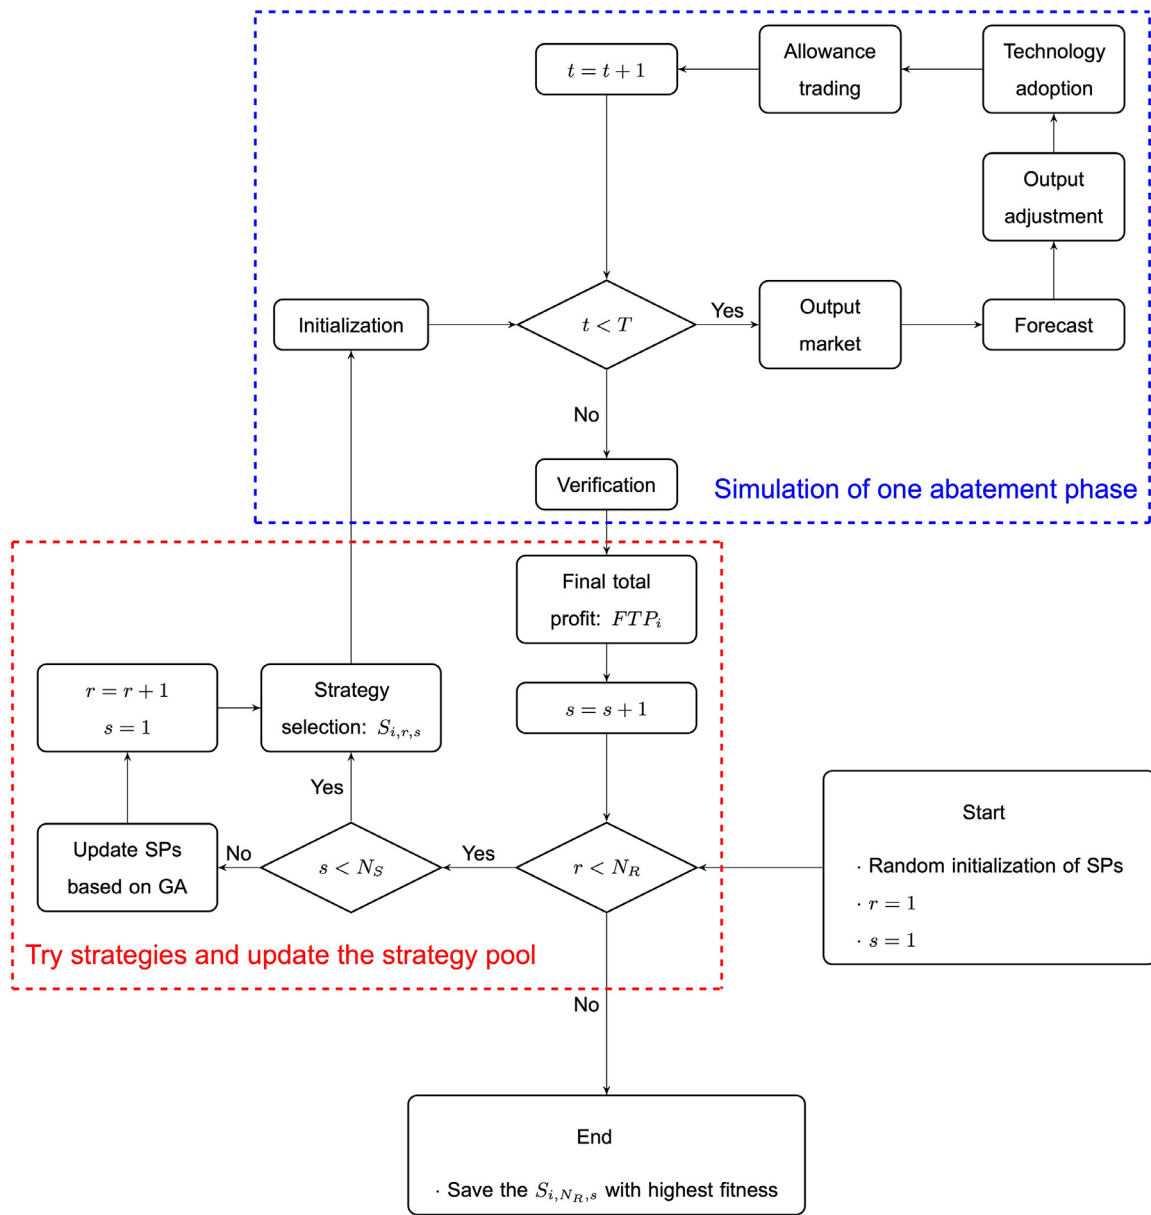 t = t + 1
Allowance
trading
Technology
adoption
Output
adjustment
Initialization
t < T
Yes
Output
market
Forecast
No
Verification
Simulation of one abatement phase
Final total
profit: FTP_i
r = r + 1
s = 1
Strategy
selection: S_{i,r,s}
s = s + 1
Yes
Start
· Random initialization of SPs
· r = 1
· s = 1
Update SPs
based on GA
No
s < N_S
Yes
r < N_R
Try strategies and update the strategy pool
No
End
· Save the S_{i,N_R,s} with highest fitness